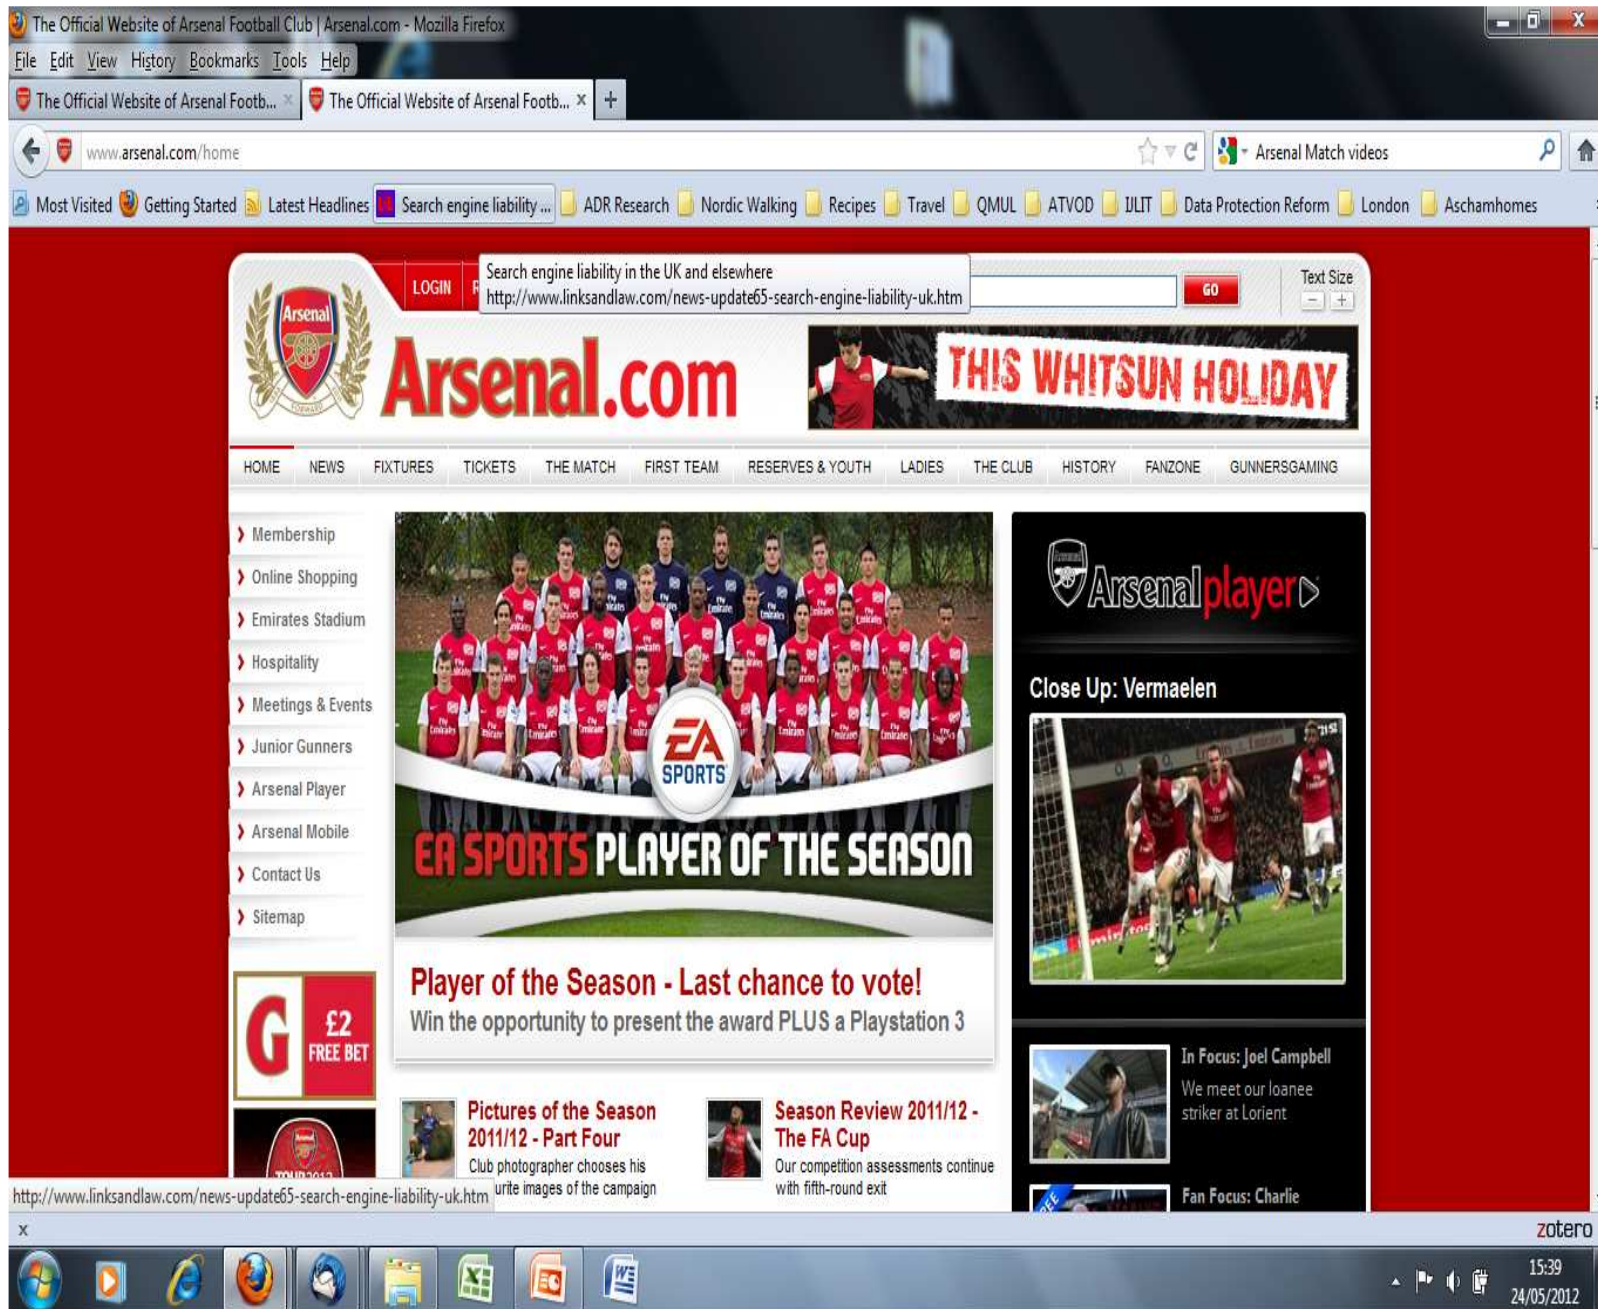 The Official Website of Arsenal Football Club | Arsenal.com - Mozilla Firefox
File Edit View History Bookmarks Tools Help
The Official Website of Arsenal Footb... × The Official Website of Arsenal Footb... × +
www.arsenal.com/home Arsenal Match videos
Most Visited Getting Started Latest Headlines Search engine liability ... ADR Research Nordic Walking Recipes Travel QMUL ATVOD IJLIT Data Protection Reform London Aschamhomes
Search engine liability in the UK and elsewhere
http://www.linksandlaw.com/news-update65-search-engine-liability-uk.htm
LOGIN GO Text Size
- +
Arsenal
FORWARD
Arsenal.com
THIS WHITSUN HOLIDAY
HOME NEWS FIXTURES TICKETS THE MATCH FIRST TEAM RESERVES & YOUTH LADIES THE CLUB HISTORY FANZONE GUNNERSGAMING
Membership
Online Shopping
Emirates Stadium
Hospitality
Meetings & Events
Junior Gunners
Arsenal Player
Arsenal Mobile
Contact Us
Sitemap
G £2
FREE BET
TOUR2012
EA
SPORTS
EA SPORTS PLAYER OF THE SEASON
Player of the Season - Last chance to vote!
Win the opportunity to present the award PLUS a Playstation 3
Pictures of the Season
2011/12 - Part Four
Club photographer chooses his
urite images of the campaign
Season Review 2011/12 -
The FA Cup
Our competition assessments continue
with fifth-round exit
Arsenal player
Close Up: Vermaelen
In Focus: Joel Campbell
We meet our loanee
striker at Lorient
FREE
Fan Focus: Charlie
http://www.linksandlaw.com/news-update65-search-engine-liability-uk.htm
x zotero
15:39
24/05/2012